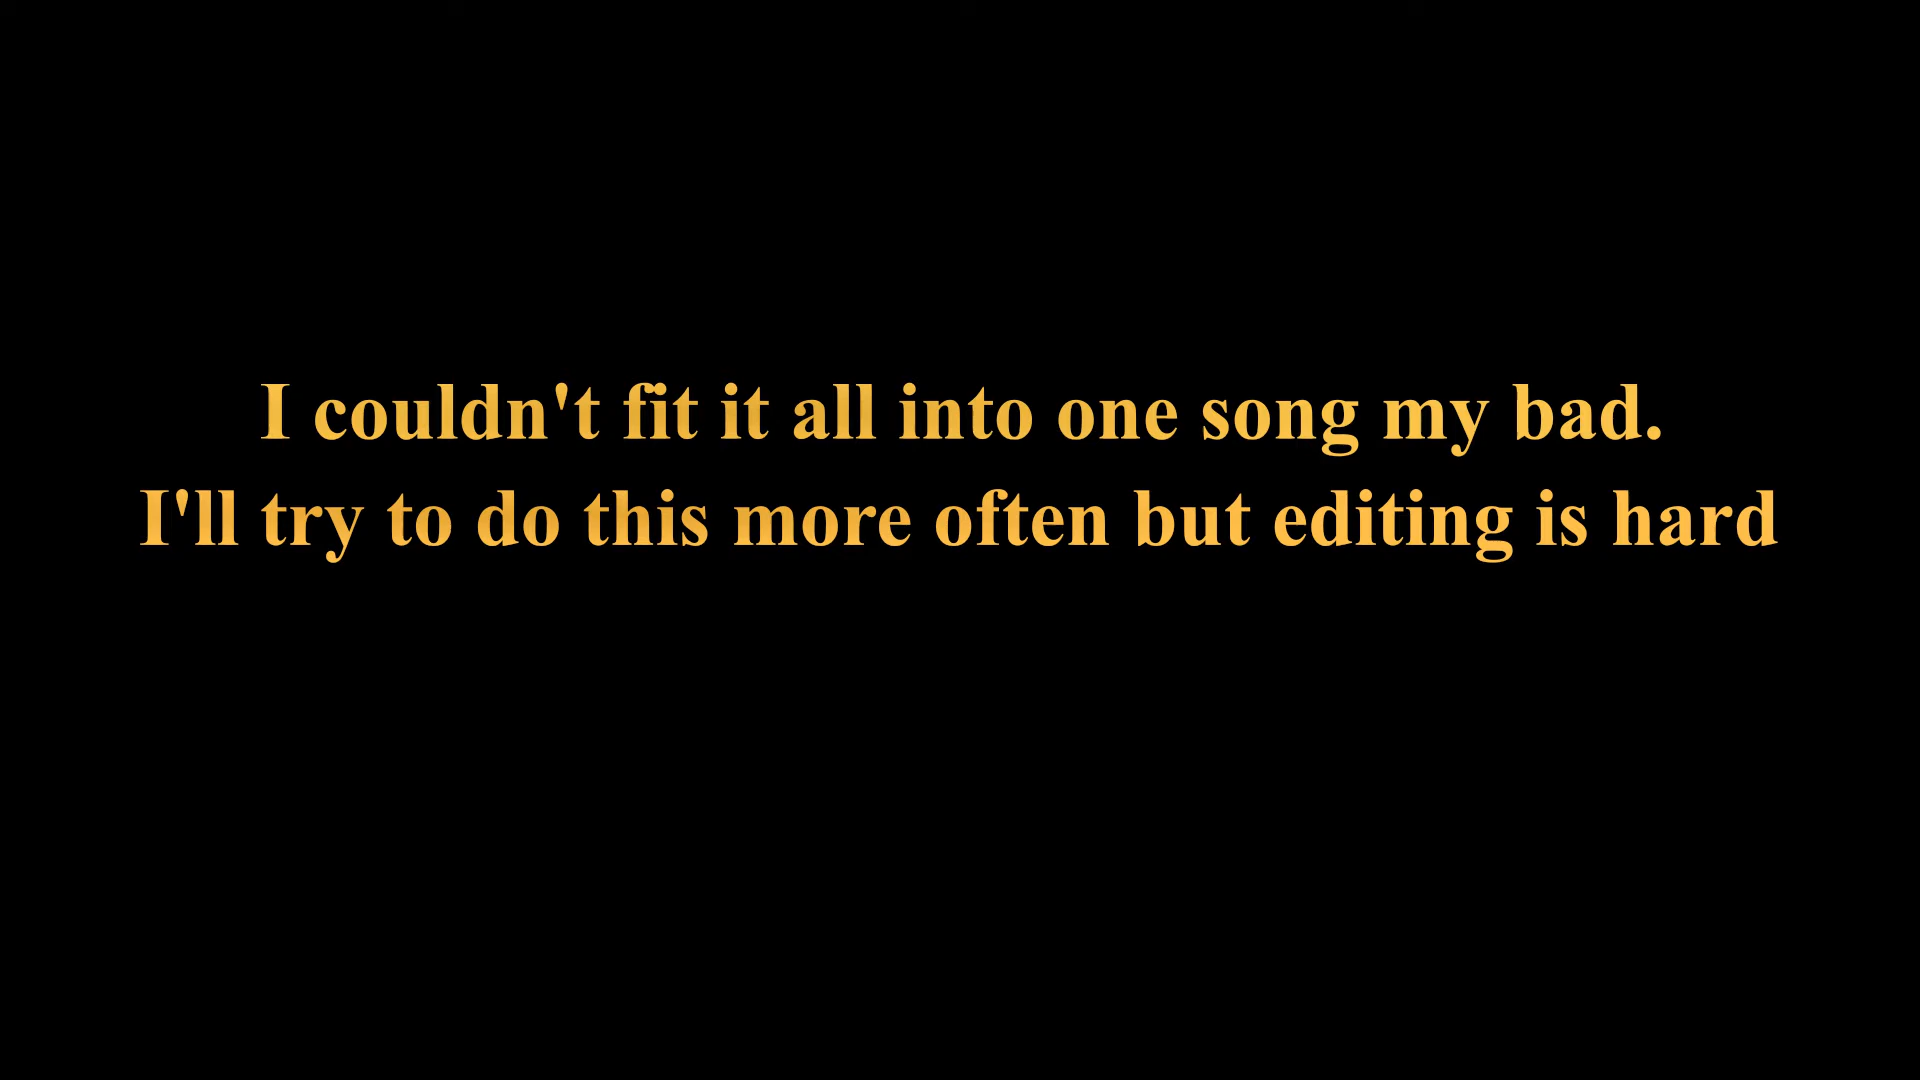 I couldn't fit it all into one song my bad.
I'll try to do this more often but editing is hard